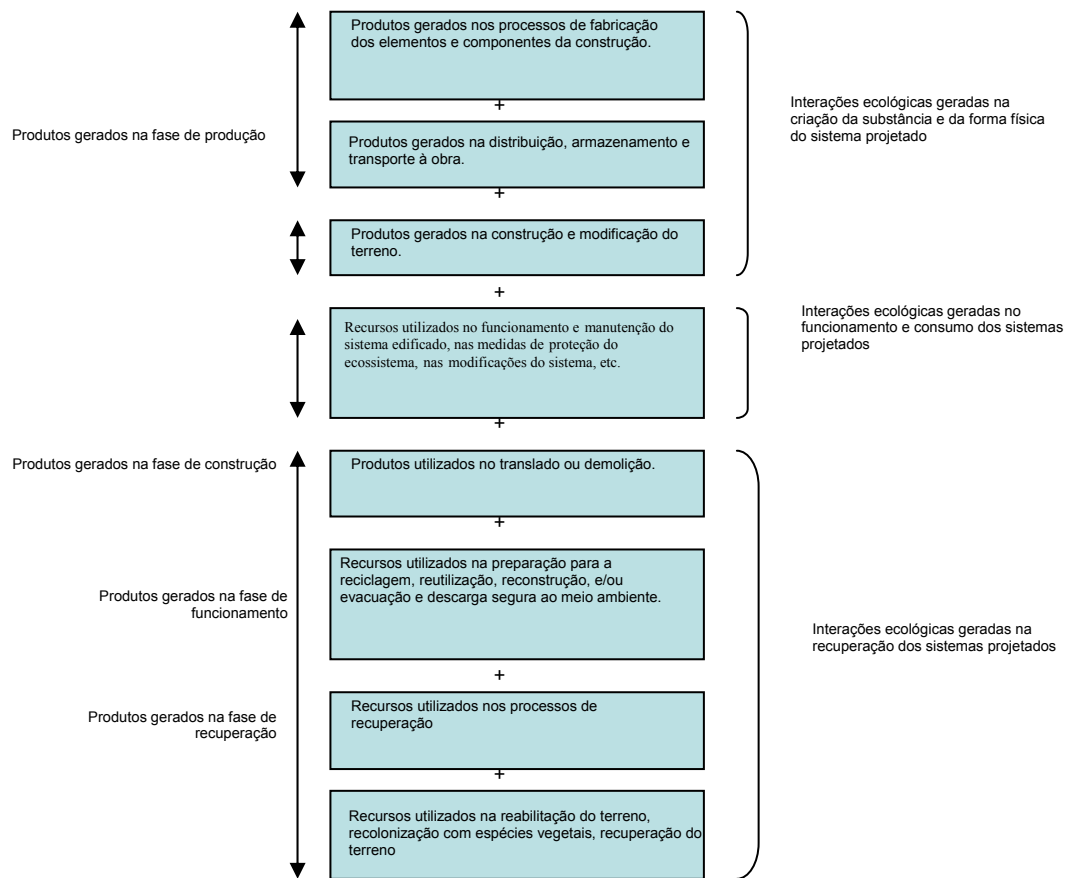 Produtos gerados nos processos de fabricação
dos elementos e componentes da construção.
+
Produtos gerados na fase de produção
Produtos gerados na distribuição, armazenamento e
transporte à obra.
+
Produtos gerados na construção e modificação do
terreno.
Interações ecológicas geradas na
criação da substância e da forma física
do sistema projetado
+
Recursos utilizados no funcionamento e manutenção do
sistema edificado, nas medidas de proteção do
ecossistema, nas modificações do sistema, etc.
Interações ecológicas geradas no
funcionamento e consumo dos sistemas
projetados
+
Produtos gerados na fase de construção
Produtos utilizados no translado ou demolição.
+
Recursos utilizados na preparação para a
reciclagem, reutilização, reconstrução, e/ou
evacuação e descarga segura ao meio ambiente.
Produtos gerados na fase de
funcionamento
Interações ecológicas geradas na
recuperação dos sistemas projetados
+
Recursos utilizados nos processos de
recuperação
Produtos gerados na fase de
recuperação
+
Recursos utilizados na reabilitação do terreno,
recolonização com espécies vegetais, recuperação do
terreno